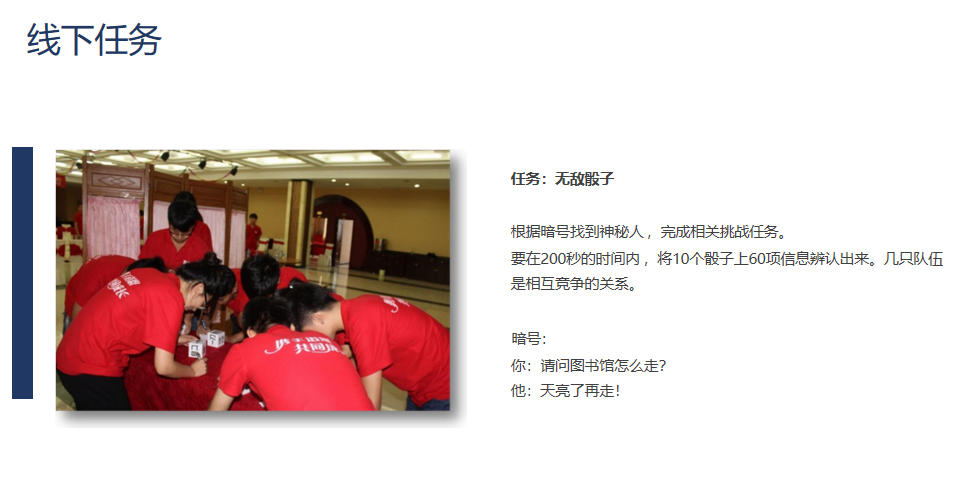 线下任务
任务：无敌骰子
根据暗号找到神秘人，完成相关挑战任务。
要在200秒的时间内，将10个骰子上60项信息辨认出来。几只队伍
是相互竞争的关系。
暗号：
你：请问图书馆怎么走？
他：天亮了再走！